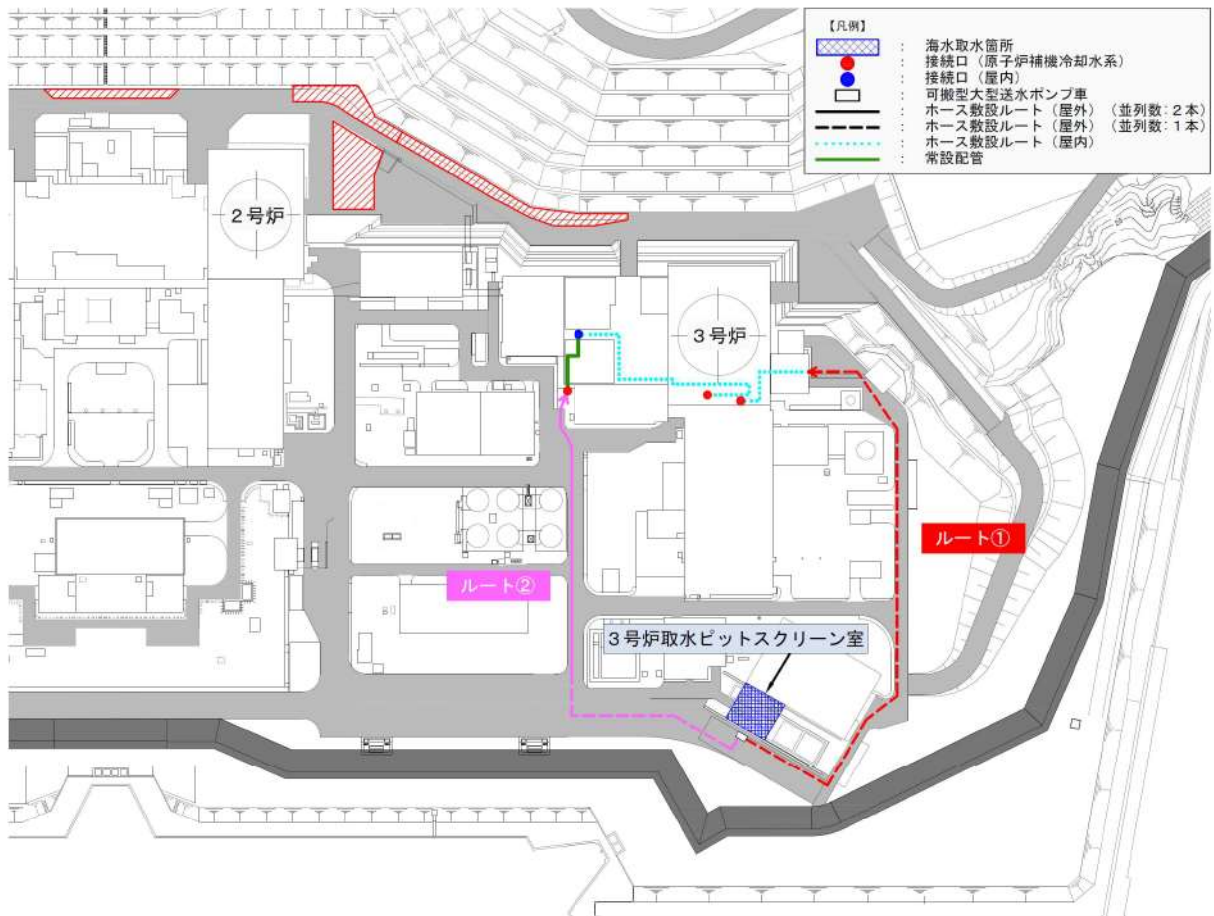 【凡例】
: 海水取水箇所
: 接続口（原子炉補機冷却水系）
: 接続口（屋内）
: 可搬型大型送水ポンプ車
: ホース敷設ルート（屋外）（並列数：２本）
: ホース敷設ルート（屋外）（並列数：１本）
: ホース敷設ルート（屋内）
: 常設配管
２号炉
３号炉
ルート①
ルート②
３号炉取水ピットスクリーン室